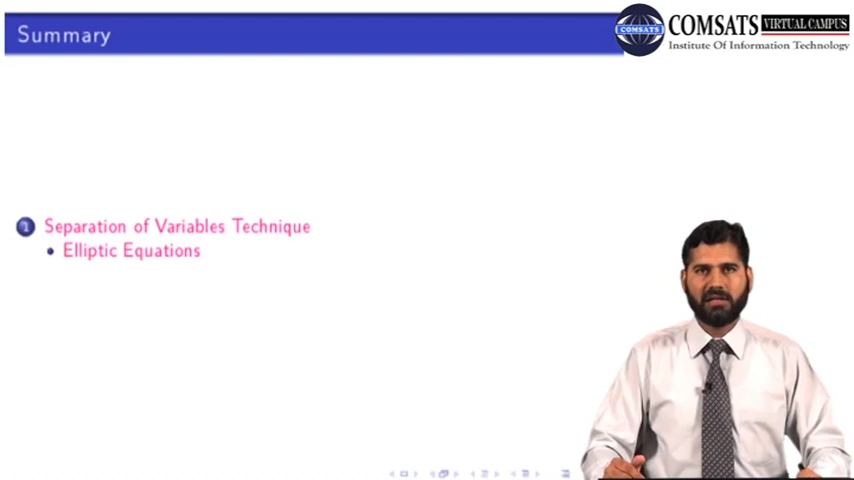 Summary
COMSATS VIRTUAL CAMPUS
Institute Of Information Technology
COMSATS
1 Separation of Variables Technique
• Elliptic Equations